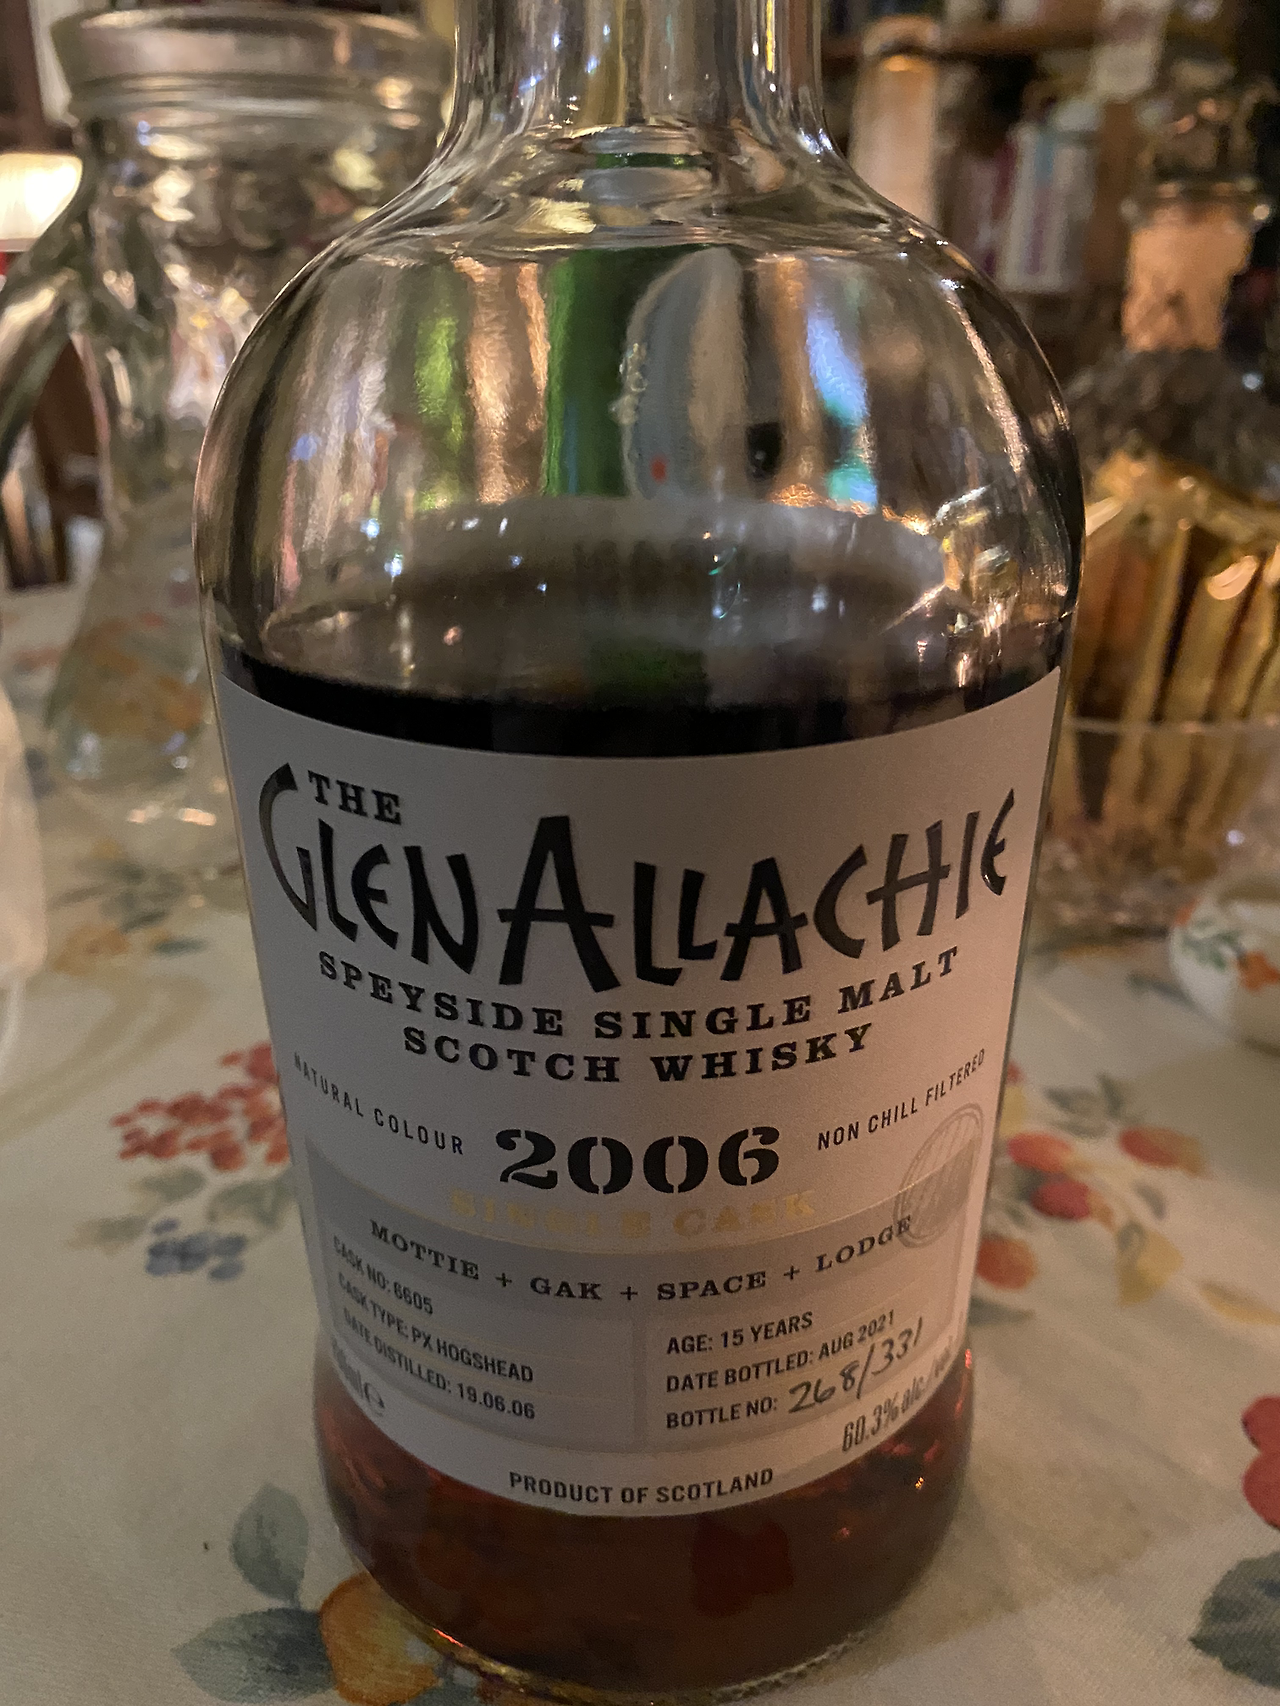 THE
GLENALLACHIE
SPEYSIDE SINGLE MALT
SCOTCH WHISKY
NATURAL COLOUR
2006
NON CHILL FILTERED
SINGLE CASK
MOTTIE + GAK + SPACE + LODGE
CASK NO: 6605
CASK TYPE: PX HOGSHEAD
DATE DISTILLED: 19.06.06
AGE: 15 YEARS
DATE BOTTLED: AUG 2021
BOTTLE NO: 268/331
60.3% alc/vol
PRODUCT OF SCOTLAND